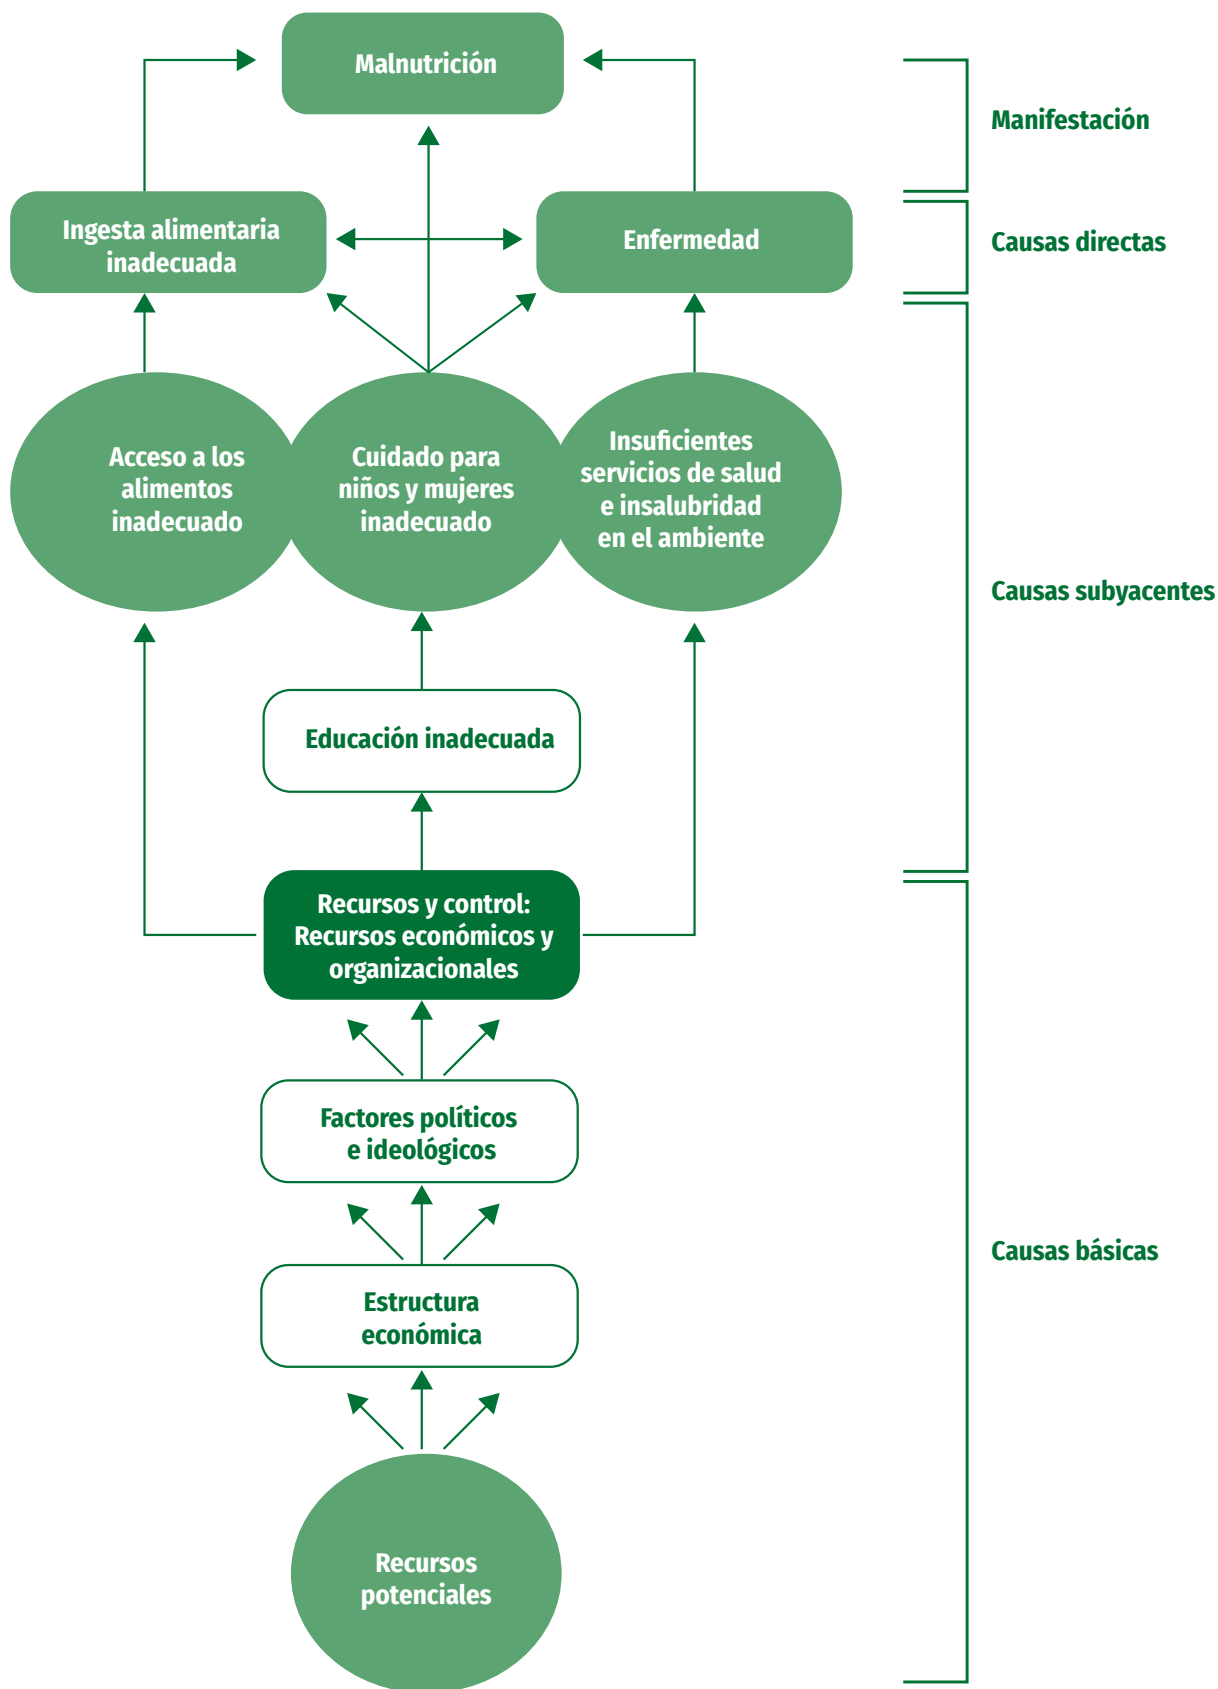 Malnutrición
Manifestación
Ingesta alimentaria
inadecuada
Enfermedad
Causas directas
Acceso a los
alimentos
inadecuado
Cuidado para
niños y mujeres
inadecuado
Insuficientes
servicios de salud
e insalubridad
en el ambiente
Causas subyacentes
Educación inadecuada
Recursos y control:
Recursos económicos y
organizacionales
Factores políticos
e ideológicos
Causas básicas
Estructura
económica
Recursos
potenciales